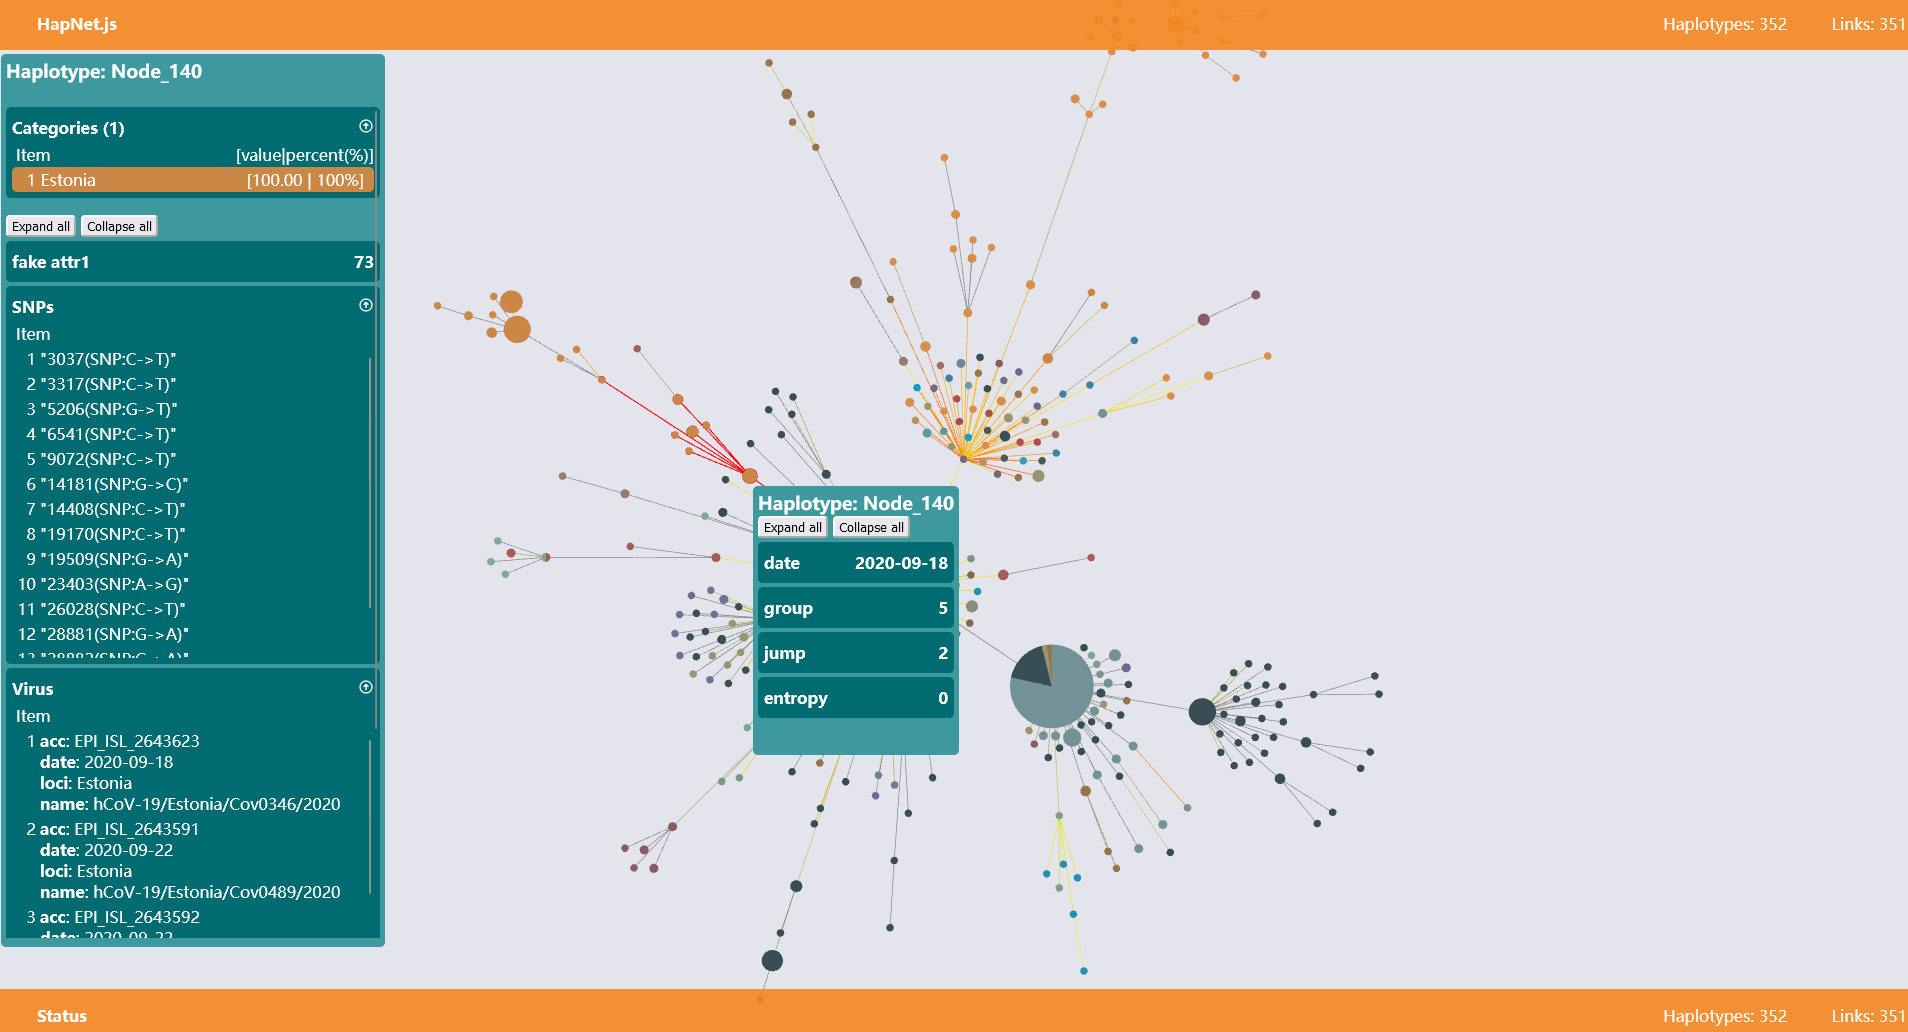 HapNet.js
Haplotypes: 352 Links: 351
Haplotype: Node_140
Categories (1)
Item [value|percent(%)]
1 Estonia [100.00 | 100%]
Expand all Collapse all
fake attr1 73
SNPs
Item
1 "3037(SNP:C->T)"
2 "3317(SNP:C->T)"
3 "5206(SNP:G->T)"
4 "6541(SNP:C->T)"
5 "9072(SNP:C->T)"
6 "14181(SNP:G->C)"
7 "14408(SNP:C->T)"
8 "19170(SNP:C->T)"
9 "19509(SNP:G->A)"
10 "23403(SNP:A->G)"
11 "26028(SNP:C->T)"
12 "28881(SNP:G->A)"
Virus
Item
1 acc: EPI_ISL_2643623
date: 2020-09-18
loci: Estonia
name: hCoV-19/Estonia/Cov0346/2020
2 acc: EPI_ISL_2643591
date: 2020-09-22
loci: Estonia
name: hCoV-19/Estonia/Cov0489/2020
3 acc: EPI_ISL_2643592
date: 2020-09-22
Haplotype: Node_140
Expand all Collapse all
date 2020-09-18
group 5
jump 2
entropy 0
Status
Haplotypes: 352 Links: 351